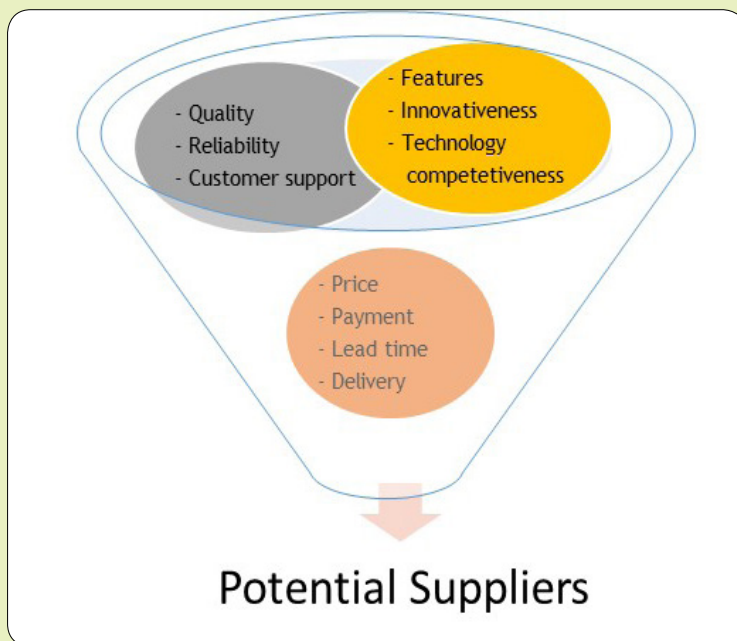 - Quality
- Reliability
- Customer support
- Features
- Innovativeness
- Technology
competetiveness
- Price
- Payment
- Lead time
- Delivery
Potential Suppliers